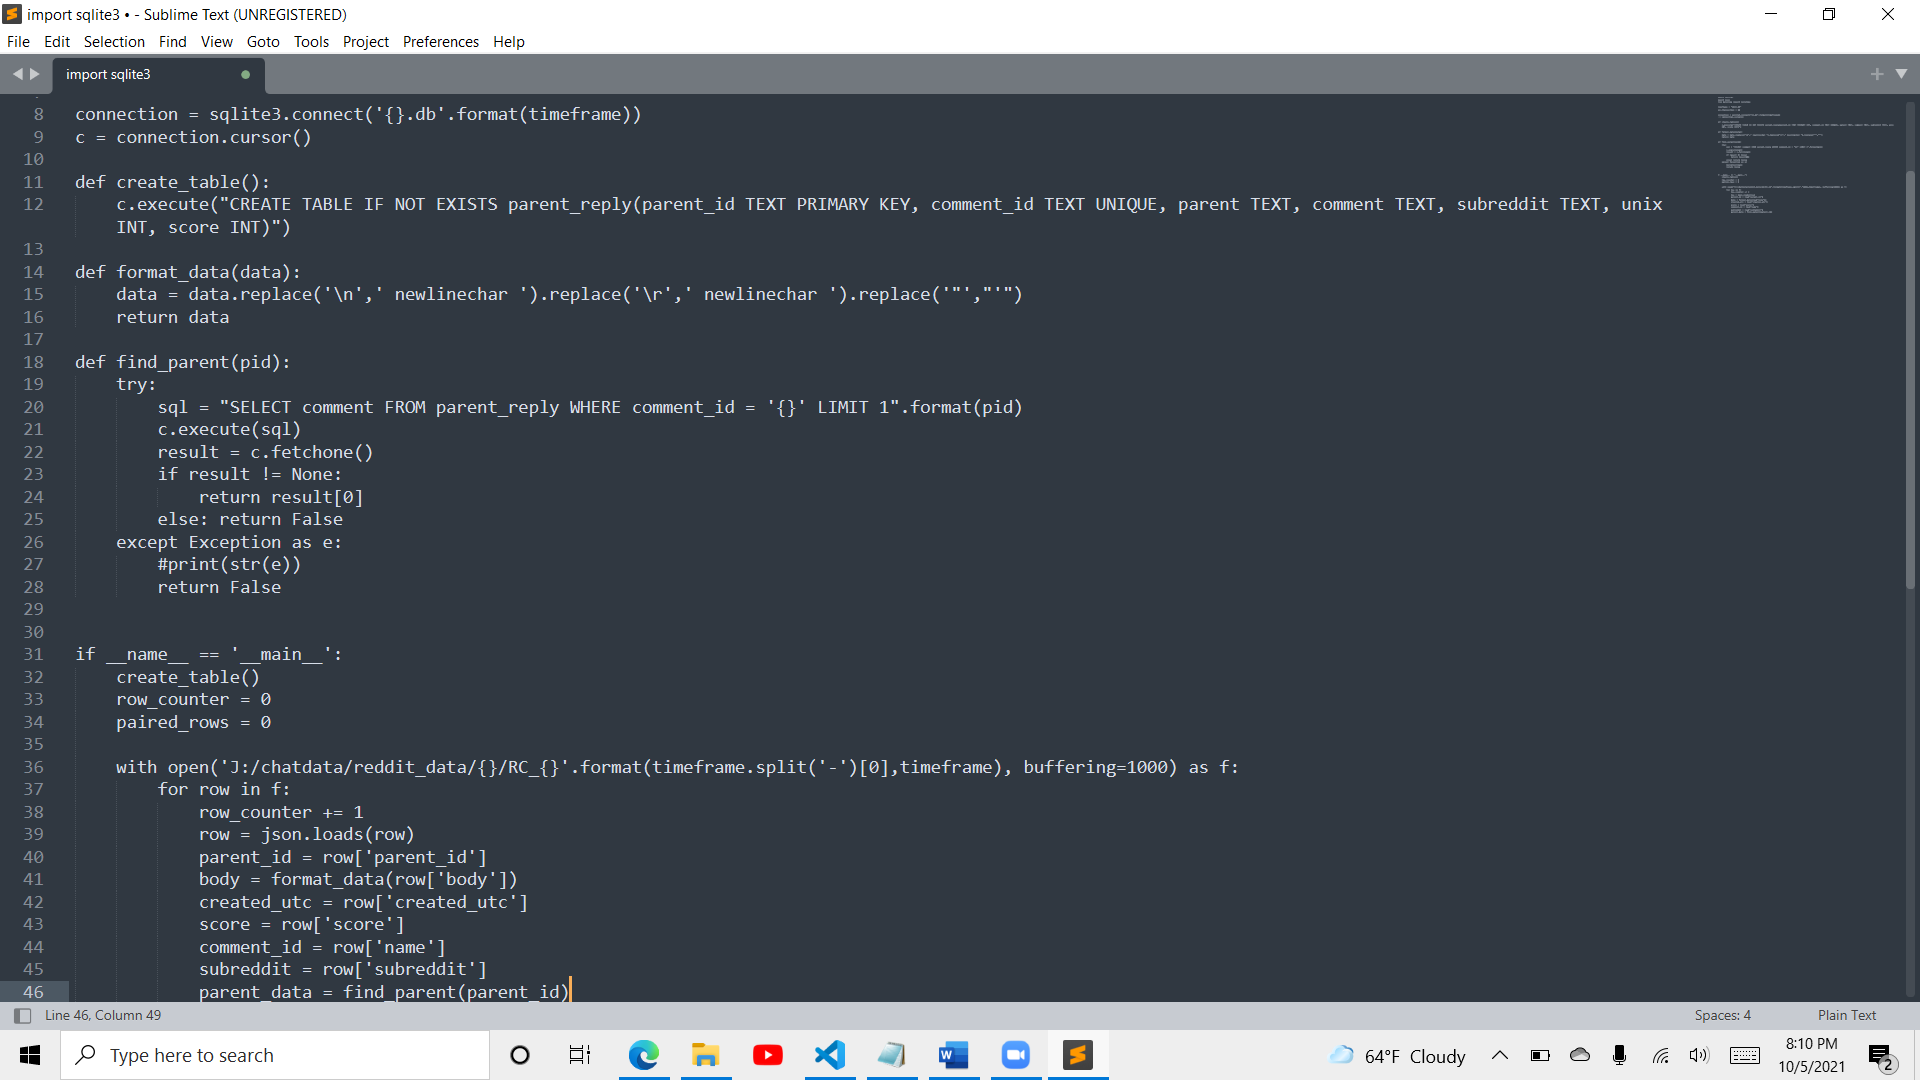 import sqlite3 • - Sublime Text (UNREGISTERED)
File Edit Selection Find View Goto Tools Project Preferences Help
import sqlite3
8 connection = sqlite3.connect('{}.db'.format(timeframe))
9 c = connection.cursor()
10
11 def create_table():
12     c.execute("CREATE TABLE IF NOT EXISTS parent_reply(parent_id TEXT PRIMARY KEY, comment_id TEXT UNIQUE, parent TEXT, comment TEXT, subreddit TEXT, unix
    INT, score INT)")
13
14 def format_data(data):
15     data = data.replace('\n',' newlinechar ').replace('\r',' newlinechar ').replace('"',"'")
16     return data
17
18 def find_parent(pid):
19     try:
20         sql = "SELECT comment FROM parent_reply WHERE comment_id = '{}' LIMIT 1".format(pid)
21         c.execute(sql)
22         result = c.fetchone()
23         if result != None:
24             return result[0]
25         else: return False
26     except Exception as e:
27         #print(str(e))
28         return False
29
30
31 if __name__ == '__main__':
32     create_table()
33     row_counter = 0
34     paired_rows = 0
35
36     with open('J:/chatdata/reddit_data/{}/RC_{}'.format(timeframe.split('-')[0],timeframe), buffering=1000) as f:
37         for row in f:
38             row_counter += 1
39             row = json.loads(row)
40             parent_id = row['parent_id']
41             body = format_data(row['body'])
42             created_utc = row['created_utc']
43             score = row['score']
44             comment_id = row['name']
45             subreddit = row['subreddit']
46             parent_data = find_parent(parent_id)
Line 46, Column 49 Spaces: 4 Plain Text
Type here to search 64°F Cloudy 8:10 PM
10/5/2021 2